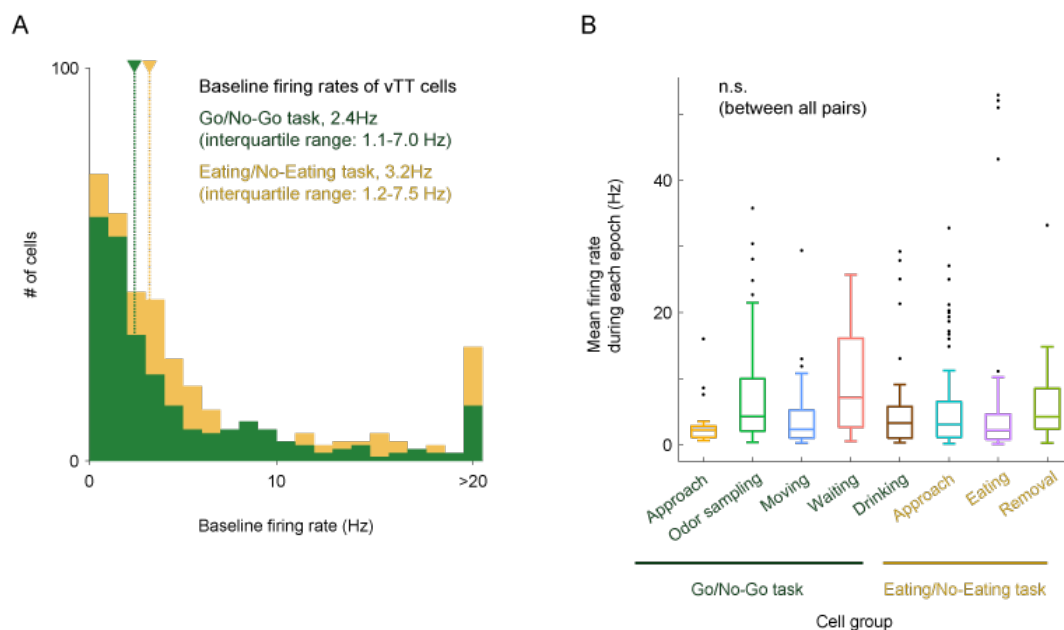 A
100
Baseline firing rates of vTT cells
Go/No-Go task, 2.4Hz
(interquartile range: 1.1-7.0 Hz)
Eating/No-Eating task, 3.2Hz
(interquartile range: 1.2-7.5 Hz)
# of cells
0
0
10
>20
Baseline firing rate (Hz)
B
n.s.
(between all pairs)
Mean firing rate
during each epoch (Hz)
40
20
0
Approach
Odor sampling
Moving
Waiting
Drinking
Approach
Eating
Removal
Go/No-Go task
Eating/No-Eating task
Cell group